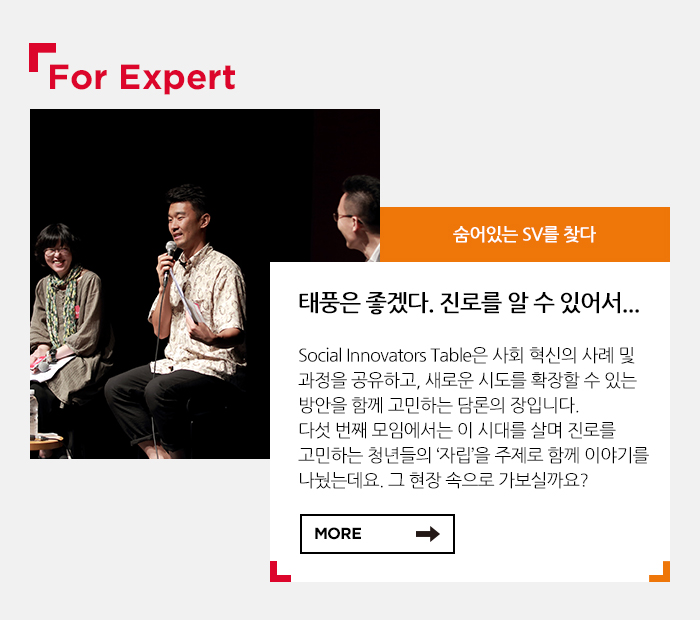 For Expert
숨어있는 SV를 찾다
태풍은 좋겠다. 진로를 알 수 있어서...
Social Innovators Table은 사회 혁신의 사례 및
과정을 공유하고, 새로운 시도를 확장할 수 있는
방안을 함께 고민하는 담론의 장입니다.
다섯 번째 모임에서는 이 시대를 살며 진로를
고민하는 청년들의 ‘자립’을 주제로 함께 이야기를
나눴는데요. 그 현장 속으로 가보실까요?
MORE